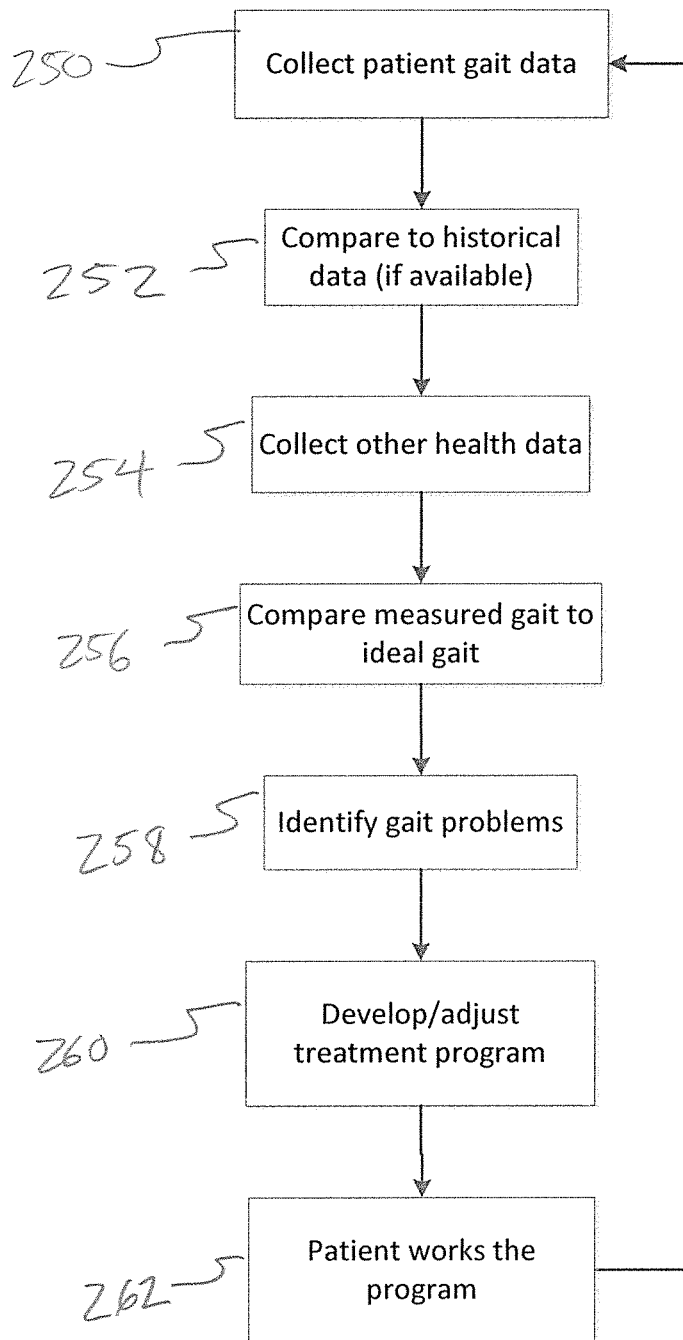 250
Collect patient gait data
252
Compare to historical
data (if available)
254
Collect other health data
256
Compare measured gait to
ideal gait
258
Identify gait problems
260
Develop/adjust
treatment program
262
Patient works the
program